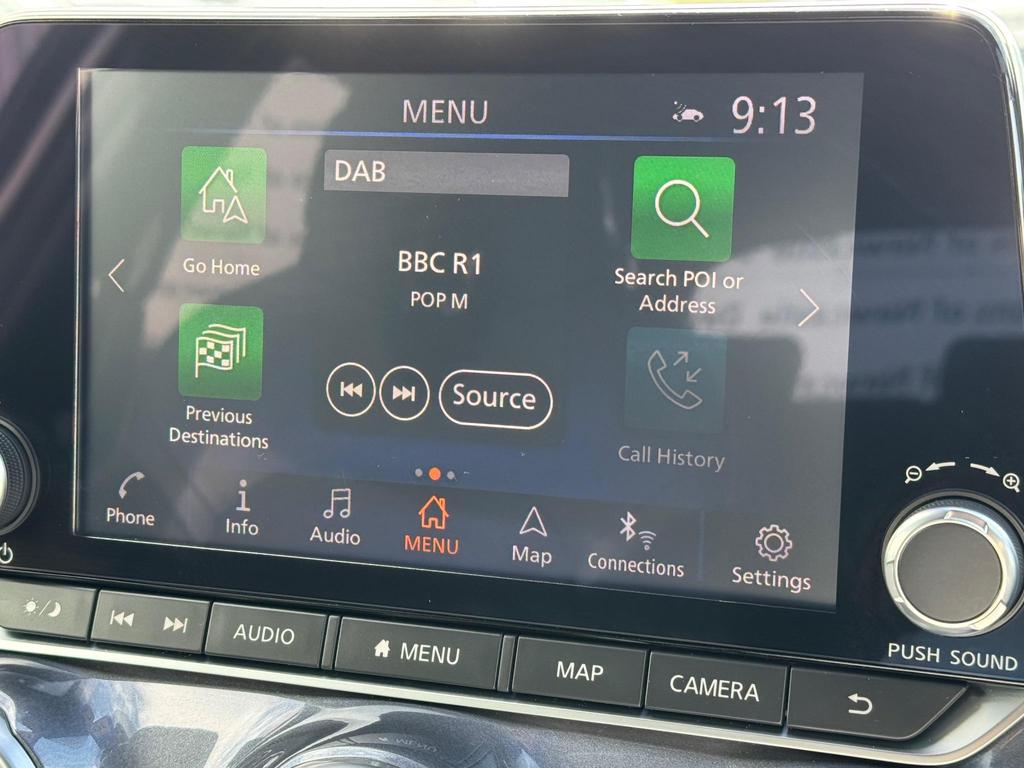 MENU
9:13
DAB
Go Home
BBC R1
POP M
Search POI or
Address
Previous
Destinations
Source
Call History
Phone
Info
Audio
MENU
Map
Connections
Settings
AUDIO
MENU
MAP
CAMERA
PUSH SOUND